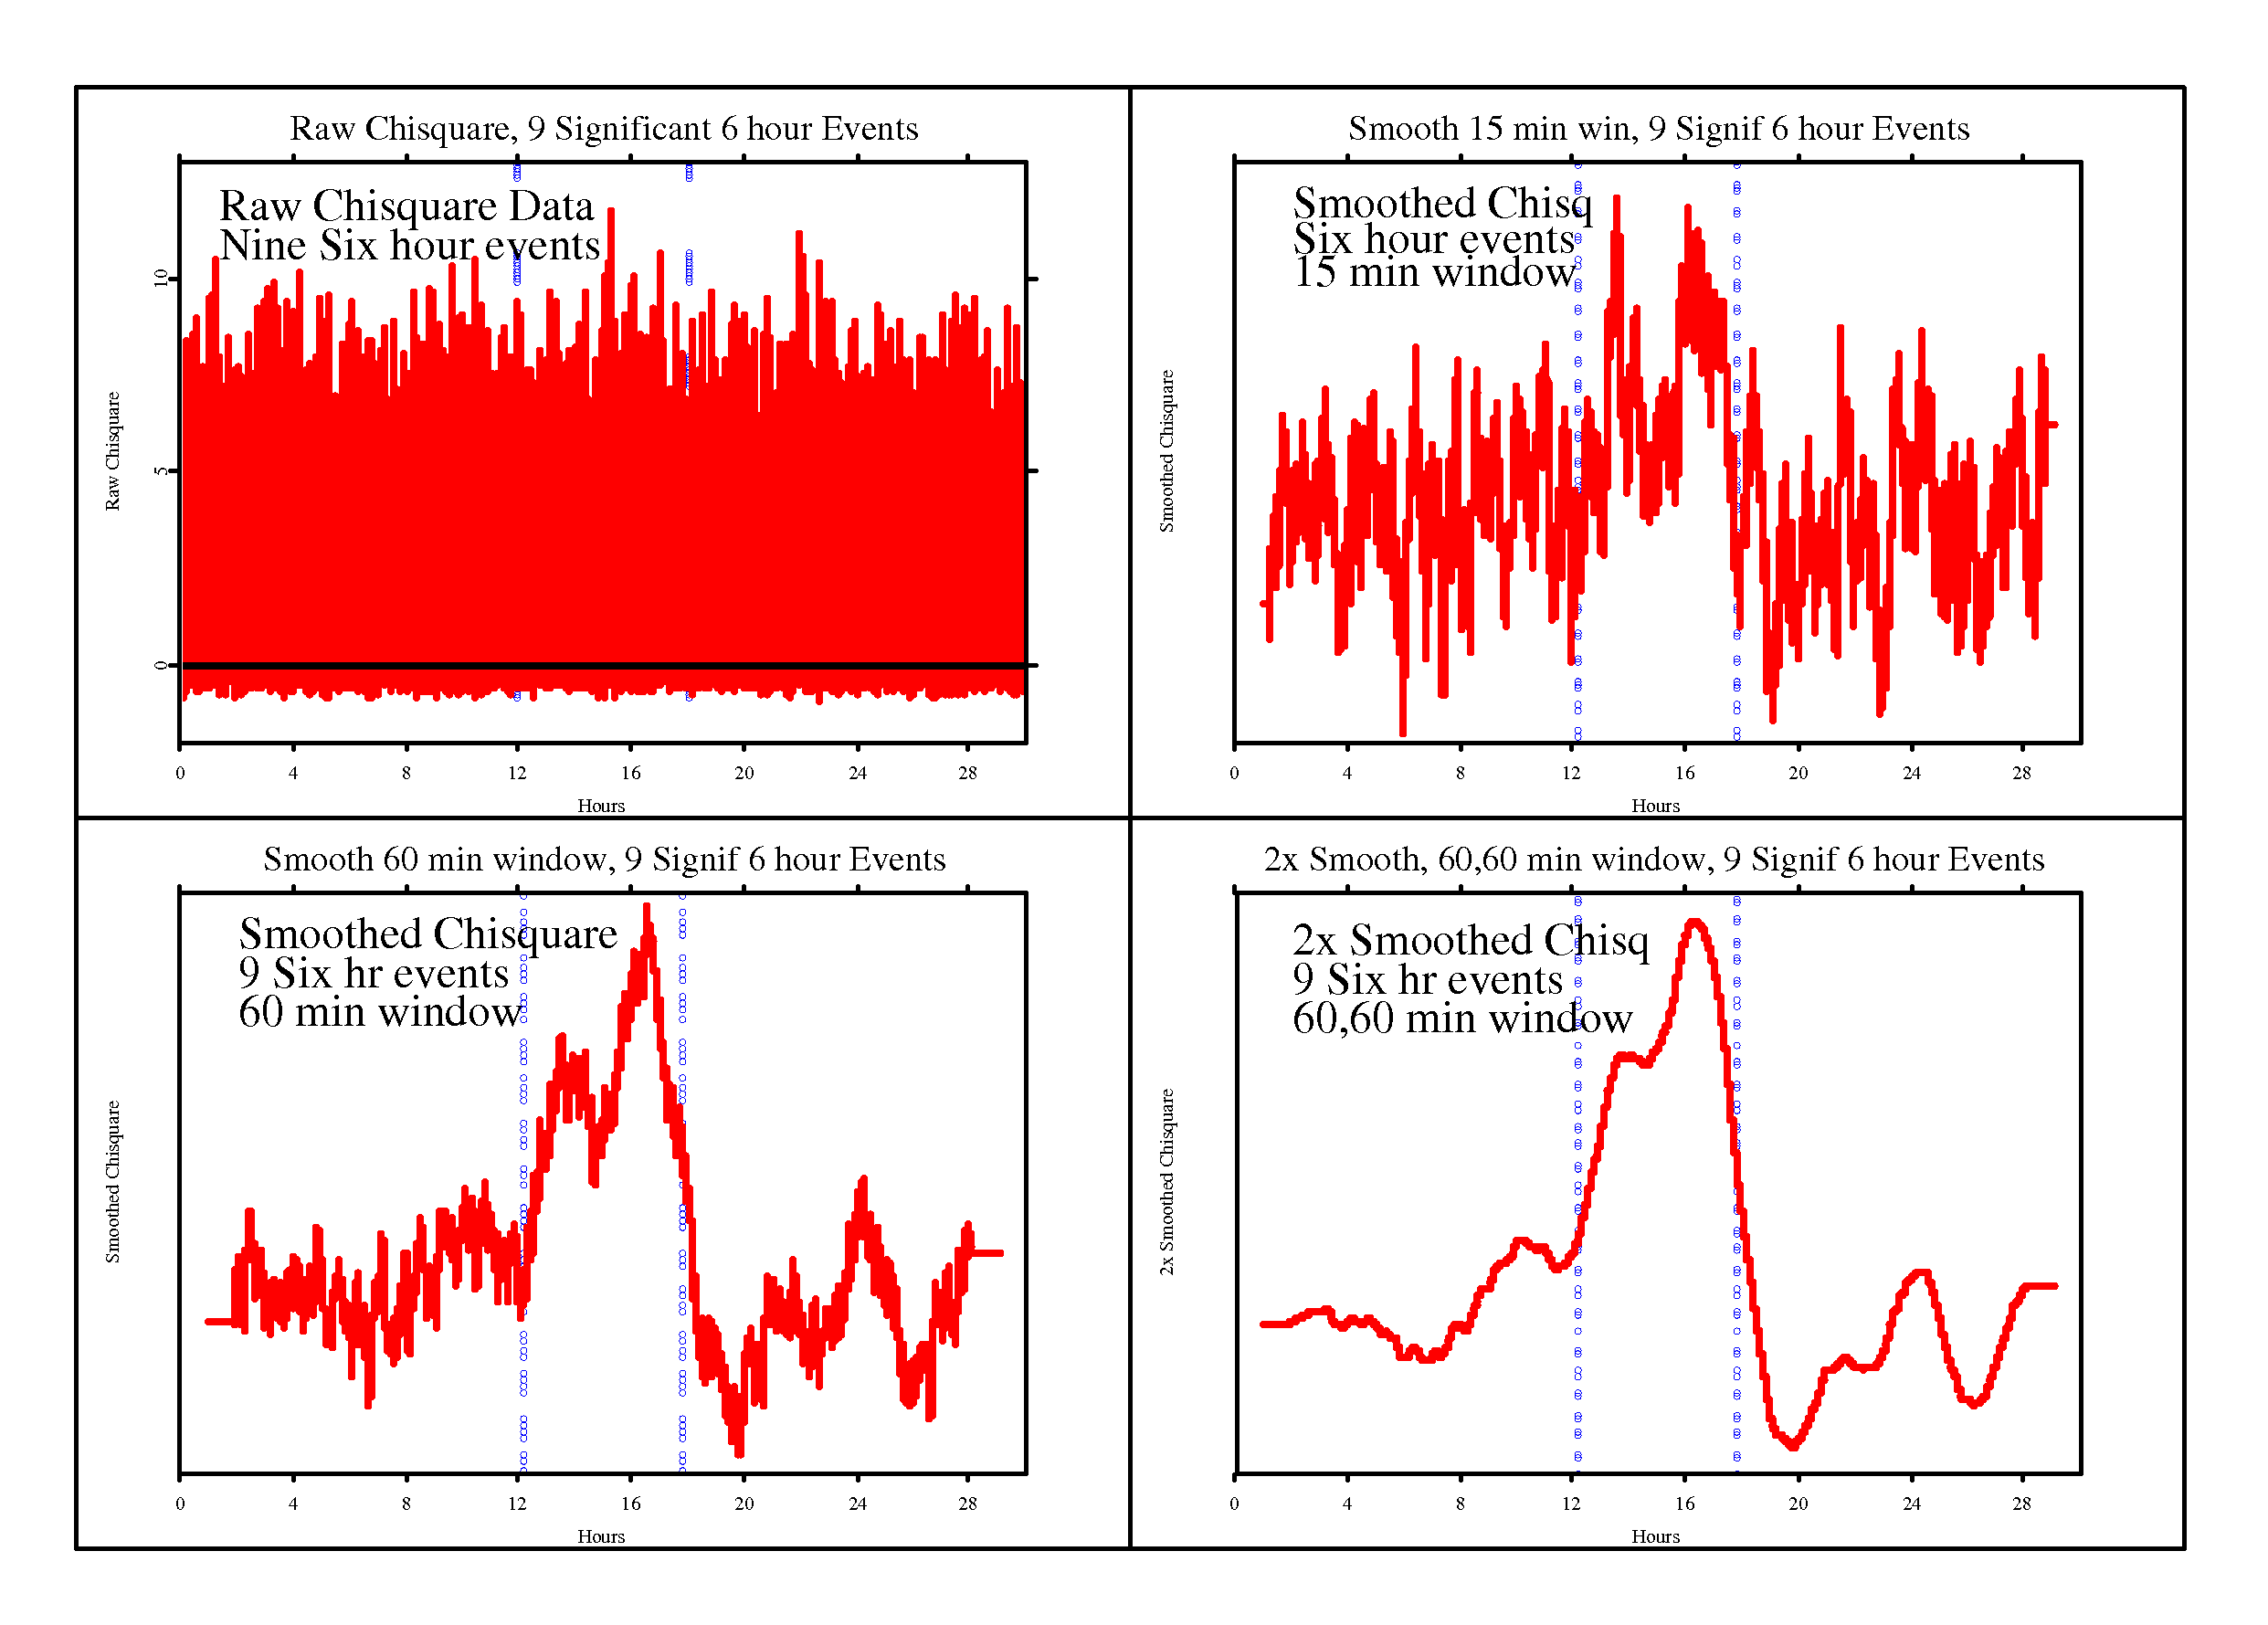 Raw Chisquare, 9 Significant 6 hour Events
Raw Chisquare Data
Nine Six hour events
10
5
0
Raw Chisquare
0 4 8 12 16 20 24 28
Hours
Smooth 15 min win, 9 Signif 6 hour Events
Smoothed Chisq
Six hour events
15 min window
Smoothed Chisquare
0 4 8 12 16 20 24 28
Hours
Smooth 60 min window, 9 Signif 6 hour Events
Smoothed Chisquare
9 Six hr events
60 min window
Smoothed Chisquare
0 4 8 12 16 20 24 28
Hours
2x Smooth, 60,60 min window, 9 Signif 6 hour Events
2x Smoothed Chisq
9 Six hr events
60,60 min window
2x Smoothed Chisquare
0 4 8 12 16 20 24 28
Hours